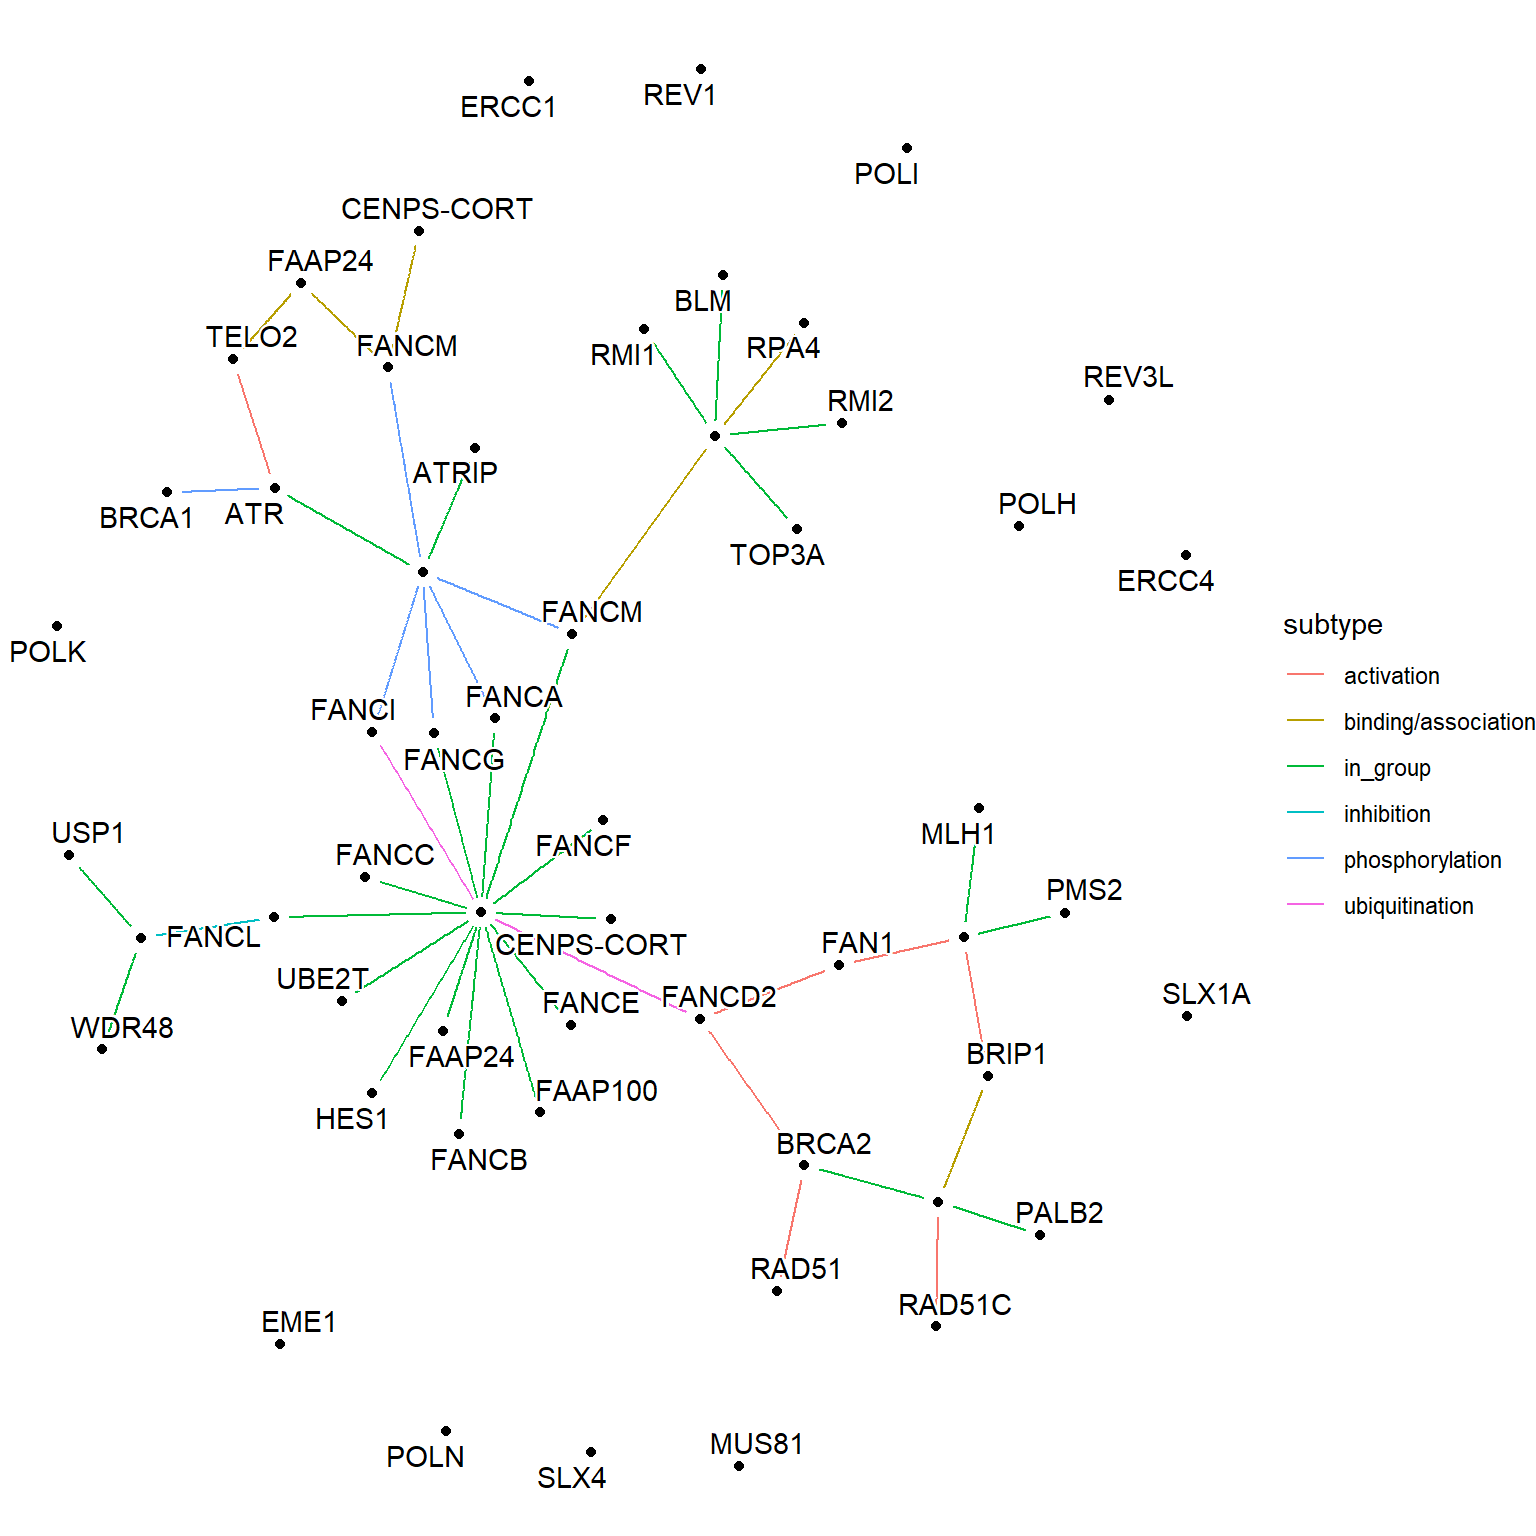 REV1
ERCC1
POLI
CENPS-CORT
FAAP24
BLM
TELO2
FANCM
RPA4
RMI1
REV3L
RMI2
ATRIP
POLH
BRCA1
ATR
TOP3A
ERCC4
FANCM
subtype
POLK
activation
FANCA
FANCI
binding/association
FANCG
in_group
inhibition
USP1
MLH1
FANCF
FANCC
phosphorylation
PMS2
ubiquitination
FANCL
CENPS-CORT
FAN1
UBE2T
SLX1A
FANCD2
FANCE
WDR48
BRIP1
FAAP24
FAAP100
HES1
BRCA2
FANCB
PALB2
RAD51
RAD51C
EME1
MUS81
POLN
SLX4